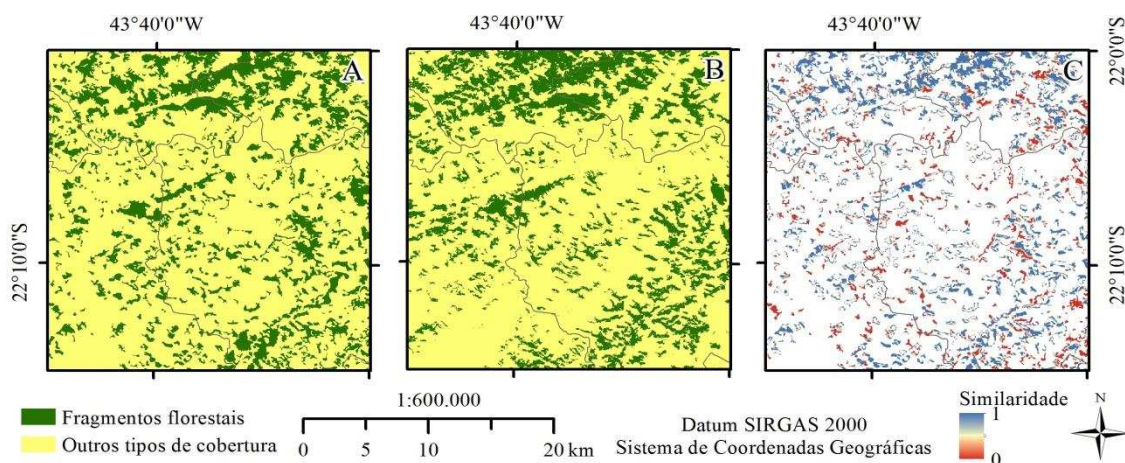 43°40'0"W
43°40'0"W
43°40'0"W
A
B
C
22°0'0"S
22°10'0"S
22°10'0"S
Fragmentos florestais
Outros tipos de cobertura
1:600.000
0 5 10 20 km
Datum SIRGAS 2000
Sistema de Coordenadas Geográficas
Similaridade
1
0
N